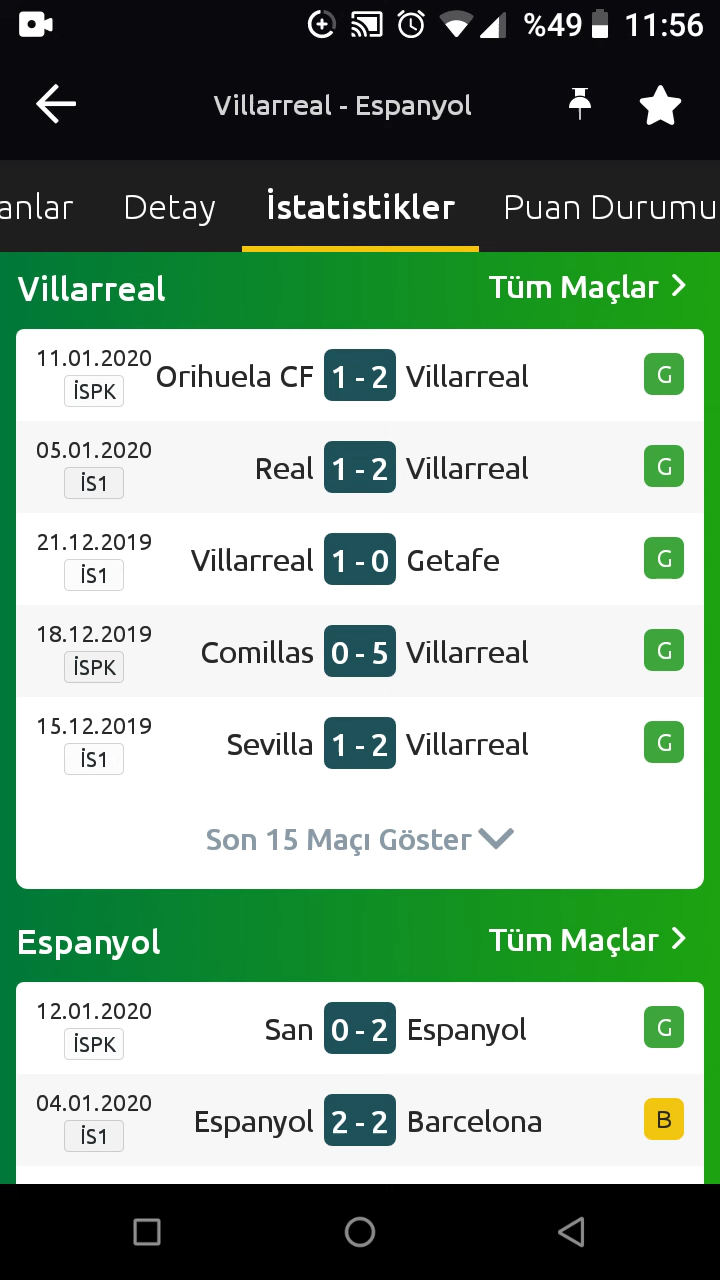 %49 11:56
Villarreal - Espanyol
anlar Detay İstatistikler Puan Durumu
Villarreal Tüm Maçlar
11.01.2020
İSPK
Orihuela CF 1 - 2 Villarreal G
05.01.2020
İS1
Real 1 - 2 Villarreal G
21.12.2019
İS1
Villarreal 1 - 0 Getafe G
18.12.2019
İSPK
Comillas 0 - 5 Villarreal G
15.12.2019
İS1
Sevilla 1 - 2 Villarreal G
Son 15 Maçı Göster
Espanyol Tüm Maçlar
12.01.2020
İSPK
San 0 - 2 Espanyol G
04.01.2020
İS1
Espanyol 2 - 2 Barcelona B